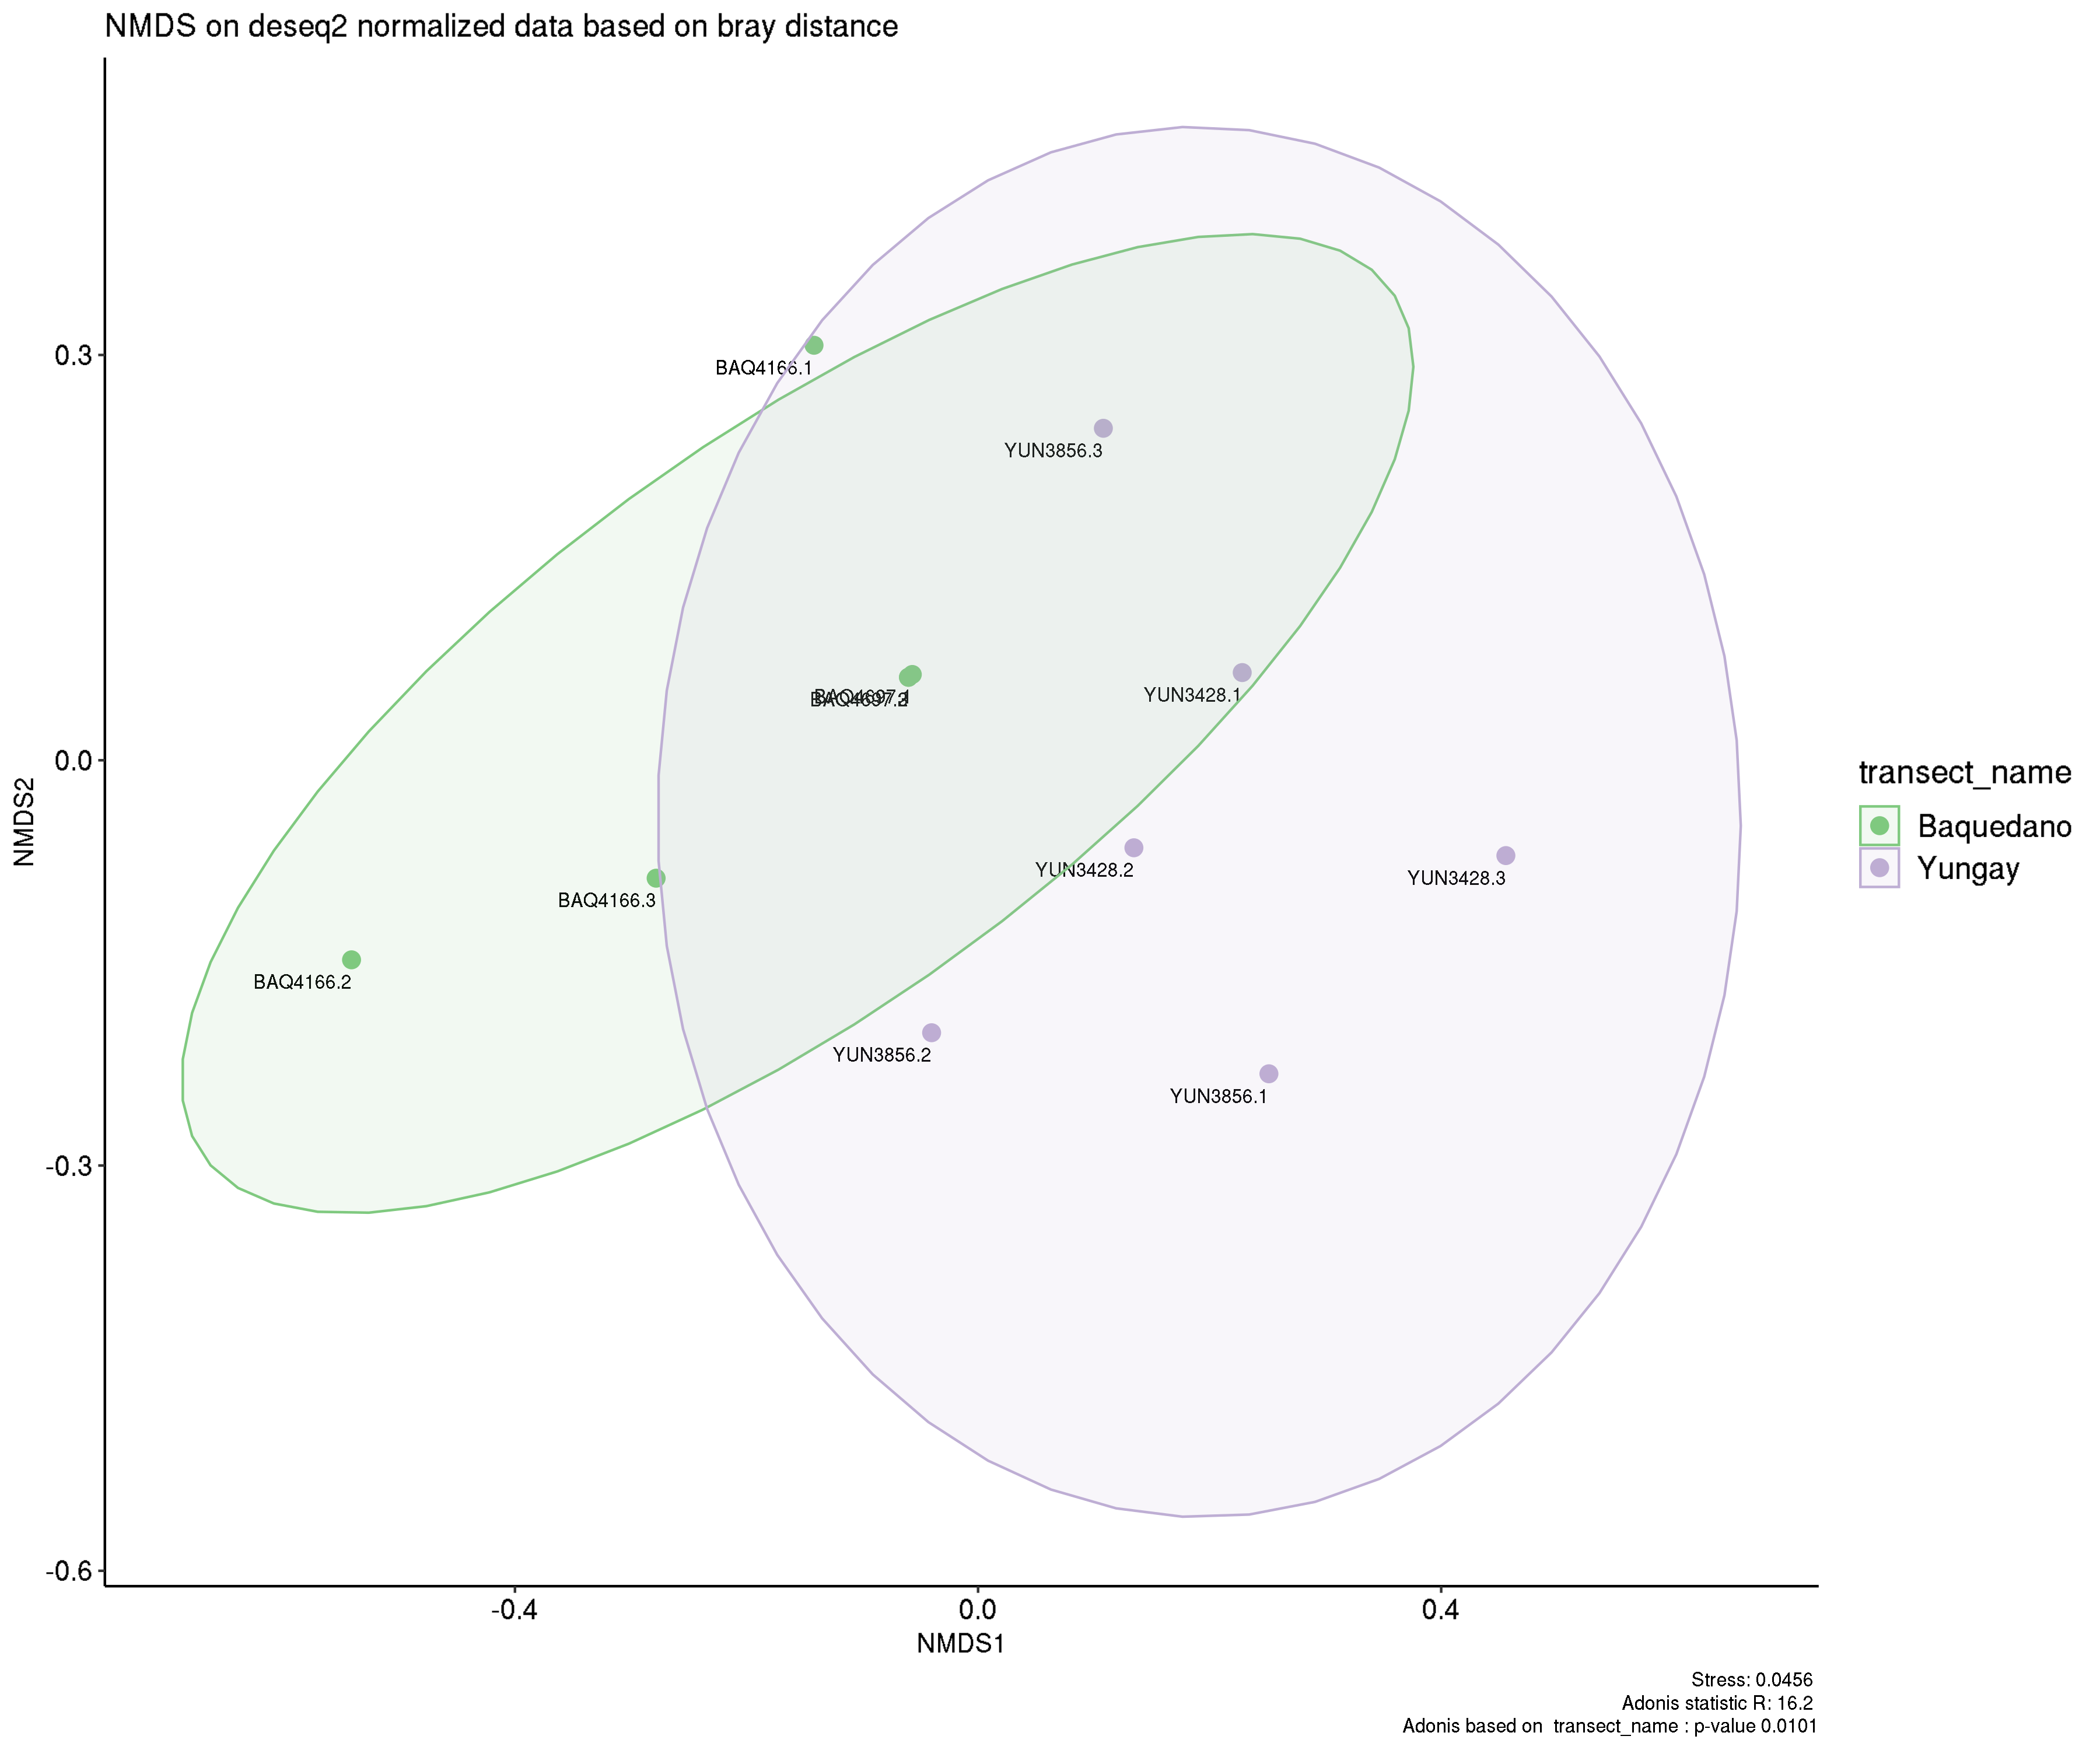 NMDS on deseq2 normalized data based on bray distance
0.3
0.0
-0.3
-0.6
NMDS2
BAQ4166.1
YUN3856.3
BAQ4697.1
YUN3428.1
YUN3428.2
YUN3428.3
BAQ4166.3
BAQ4166.2
YUN3856.2
YUN3856.1
transect_name
Baquedano
Yungay
-0.4
0.0
0.4
NMDS1
Stress: 0.0456
Adonis statistic R: 16.2
Adonis based on  transect_name : p-value 0.0101